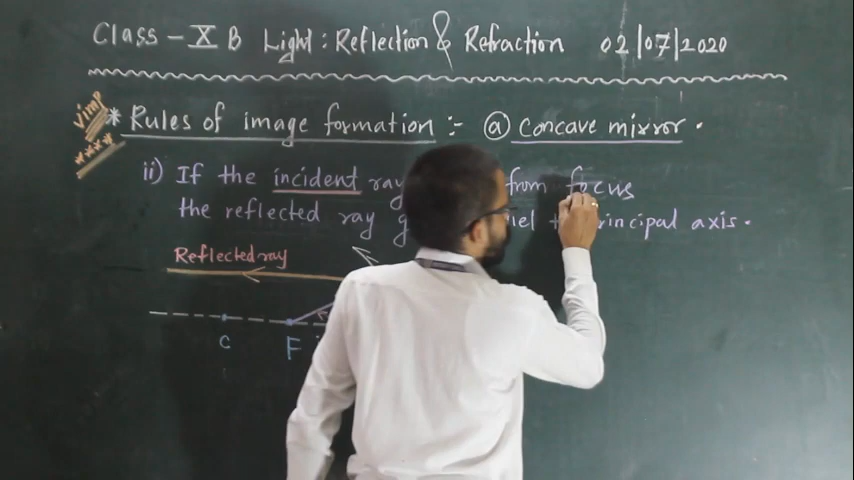 Class - X B Light : Reflection & Refraction 02/07/2020
VIMP
* Rules of image formation :- ⓐ concave mirror.
ii) If the incident ray from focus
the reflected ray principal axis.
Reflected ray
C F